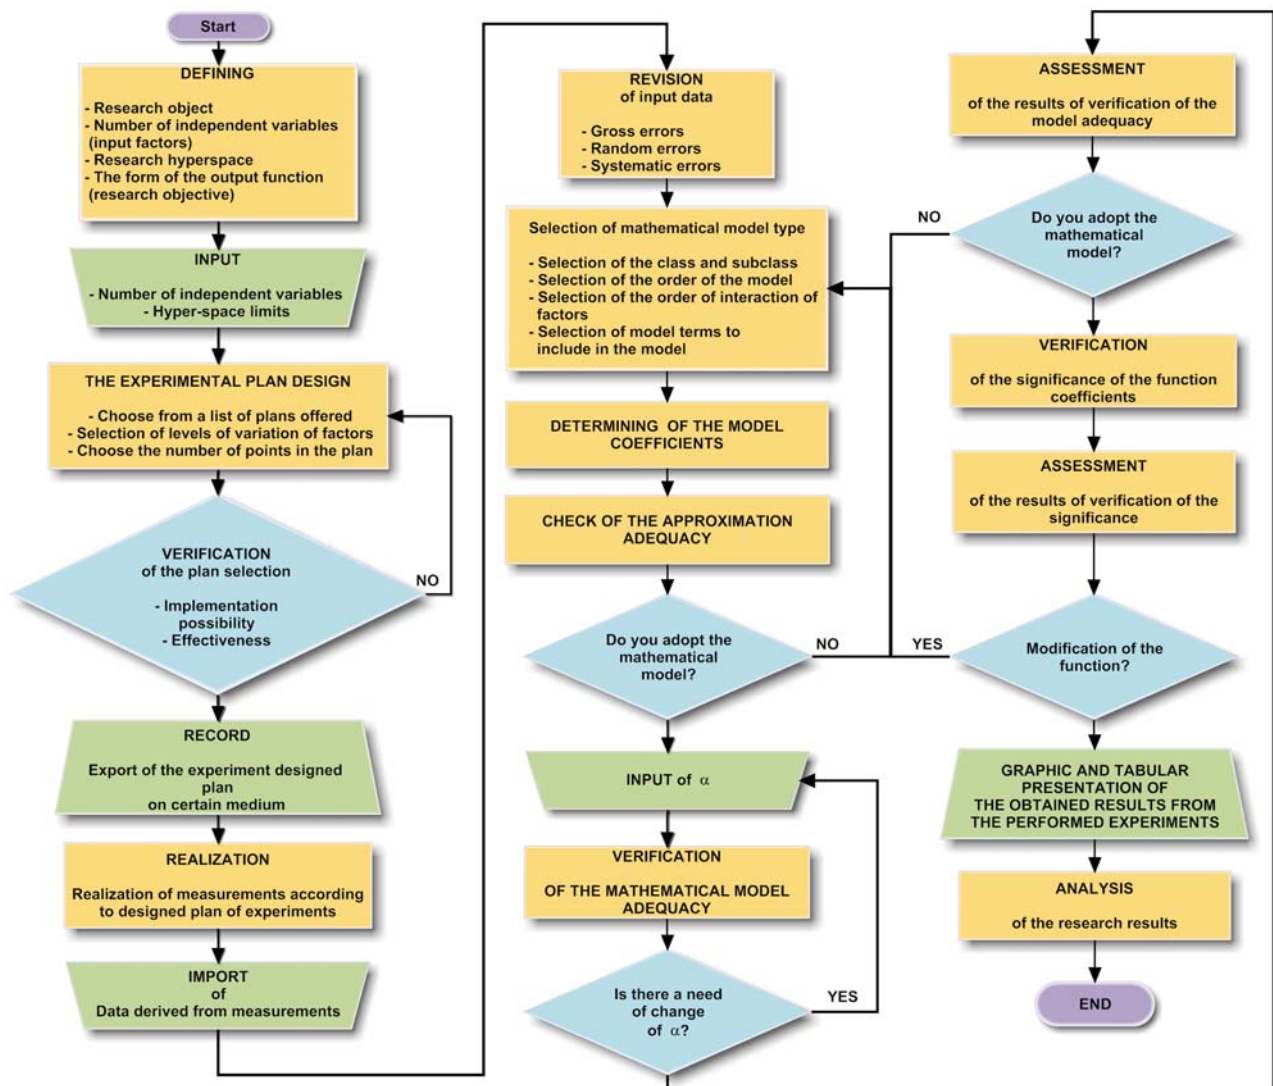 Start
DEFINING
- Research object
- Number of independent variables
(input factors)
- Research hyperspace
- The form of the output function
(research objective)
INPUT
- Number of independent variables
- Hyper-space limits
THE EXPERIMENTAL PLAN DESIGN
- Choose from a list of plans offered
- Selection of levels of variation of factors
- Choose the number of points in the plan
VERIFICATION
of the plan selection
- Implementation
possibility
- Effectiveness
NO
RECORD
Export of the experiment designed
plan
on certain medium
REALIZATION
Realization of measurements according
to designed plan of experiments
IMPORT
of
Data derived from measurements
REVISION
of input data
- Gross errors
- Random errors
- Systematic errors
Selection of mathematical model type
- Selection of the class and subclass
- Selection of the order of the model
- Selection of the order of interaction of
factors
- Selection of model terms to
include in the model
DETERMINING OF THE MODEL
COEFFICIENTS
CHECK OF THE APPROXIMATION
ADEQUACY
Do you adopt the
mathematical
model?
NO
INPUT of α
VERIFICATION
OF THE MATHEMATICAL MODEL
ADEQUACY
Is there a need
of change
of α?
YES
ASSESSMENT
of the results of verification of the
model adequacy
NO
Do you adopt the
mathematical
model?
VERIFICATION
of the significance of the function
coefficients
ASSESSMENT
of the results of verification of the
significance
YES
Modification of the
function?
GRAPHIC AND TABULAR
PRESENTATION OF
THE OBTAINED RESULTS FROM
THE PERFORMED EXPERIMENTS
ANALYSIS
of the research results
END